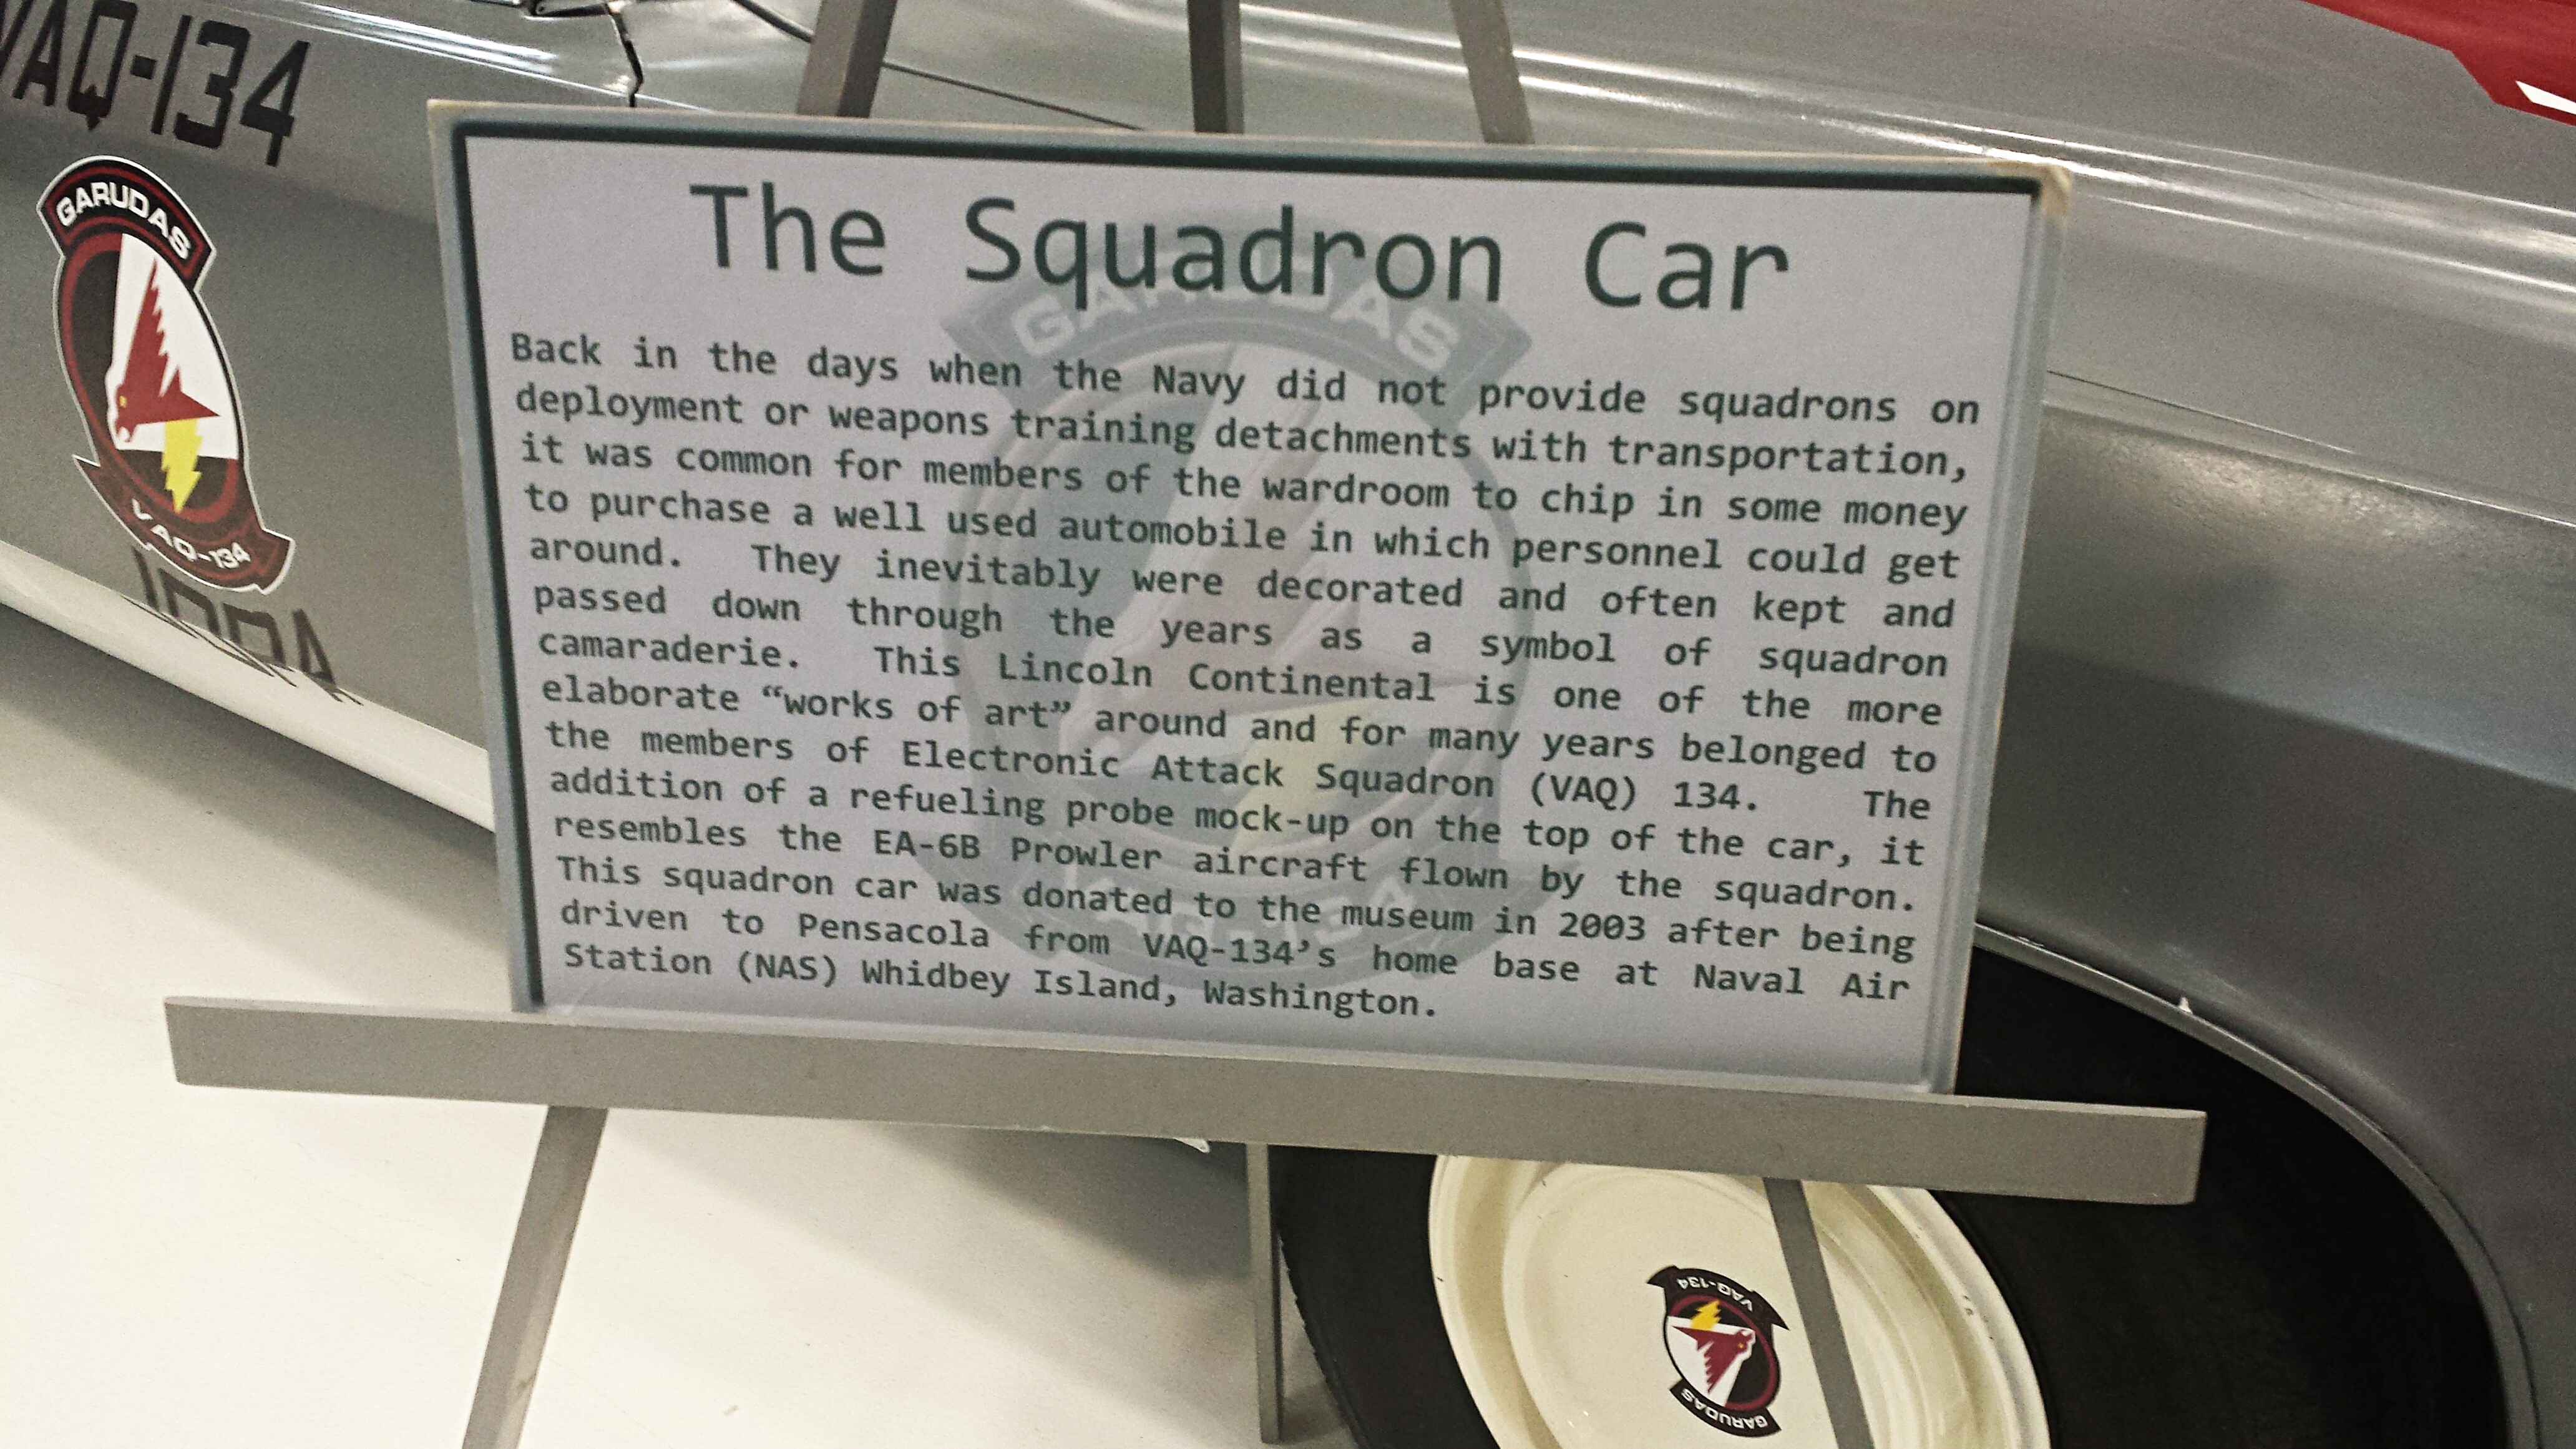 VAQ-134
GARUDAS
VAQ-134
The Squadron Car
GARUDAS
Back in the days when the Navy did not provide squadrons on
deployment or weapons training detachments with transportation,
it was common for members of the wardroom to chip in some money
to purchase a well used automobile in which personnel could get
around. They inevitably were decorated and often kept and
passed down through the years as a symbol of squadron
camaraderie. This Lincoln Continental is one of the more
elaborate “works of art” around and for many years belonged to
the members of Electronic Attack Squadron (VAQ) 134. The
addition of a refueling probe mock-up on the top of the car, it
resembles the EA-6B Prowler aircraft flown by the squadron.
This squadron car was donated to the museum in 2003 after being
driven to Pensacola from VAQ-134’s home base at Naval Air
Station (NAS) Whidbey Island, Washington.
VAQ-134
GARUDAS